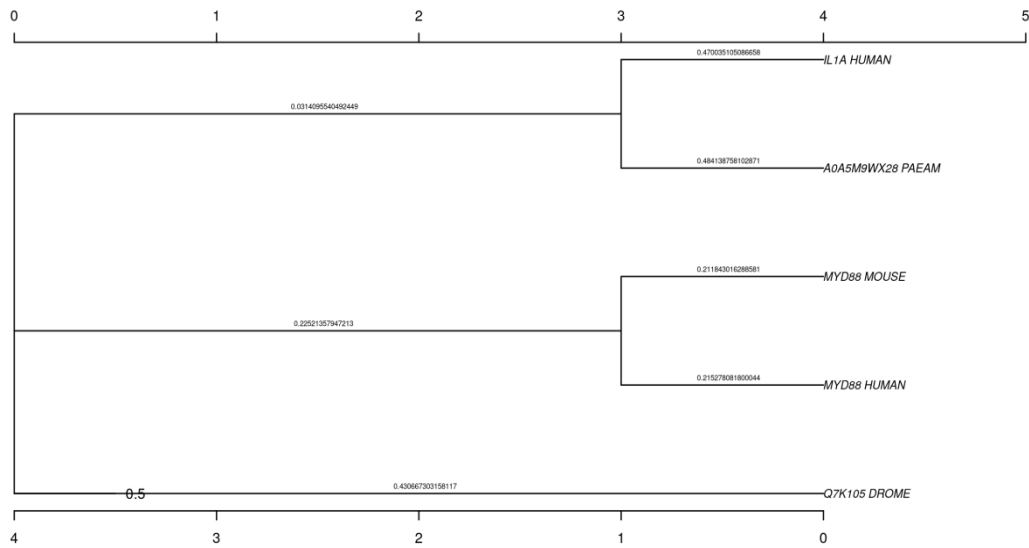 0 1 2 3 4 5
0.470035105086658
IL1A HUMAN
0.0314095540492449
0.484138758102871
A0A5M9WX28 PAEAM
0.211843016288581
MYD88 MOUSE
0.22521357947213
0.215278081800044
MYD88 HUMAN
0.430667303158117
0.5
Q7K105 DROME
4 3 2 1 0